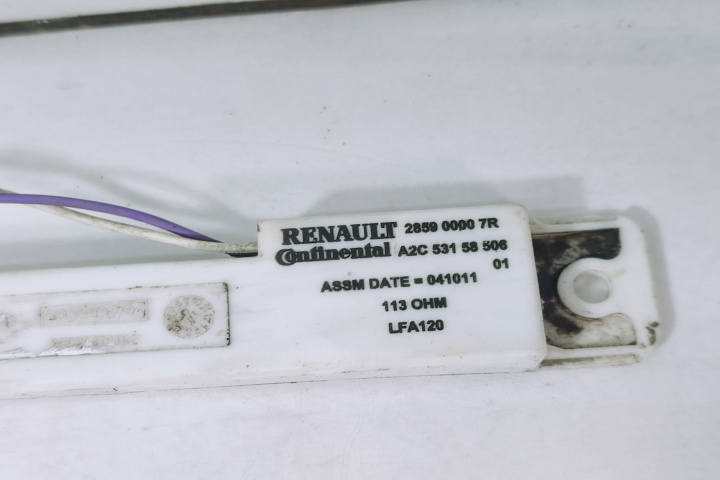 RENAULT 2859 0000 7R
Continental A2C 531 58 506
01
ASSM DATE = 041011
113 OHM
LFA120